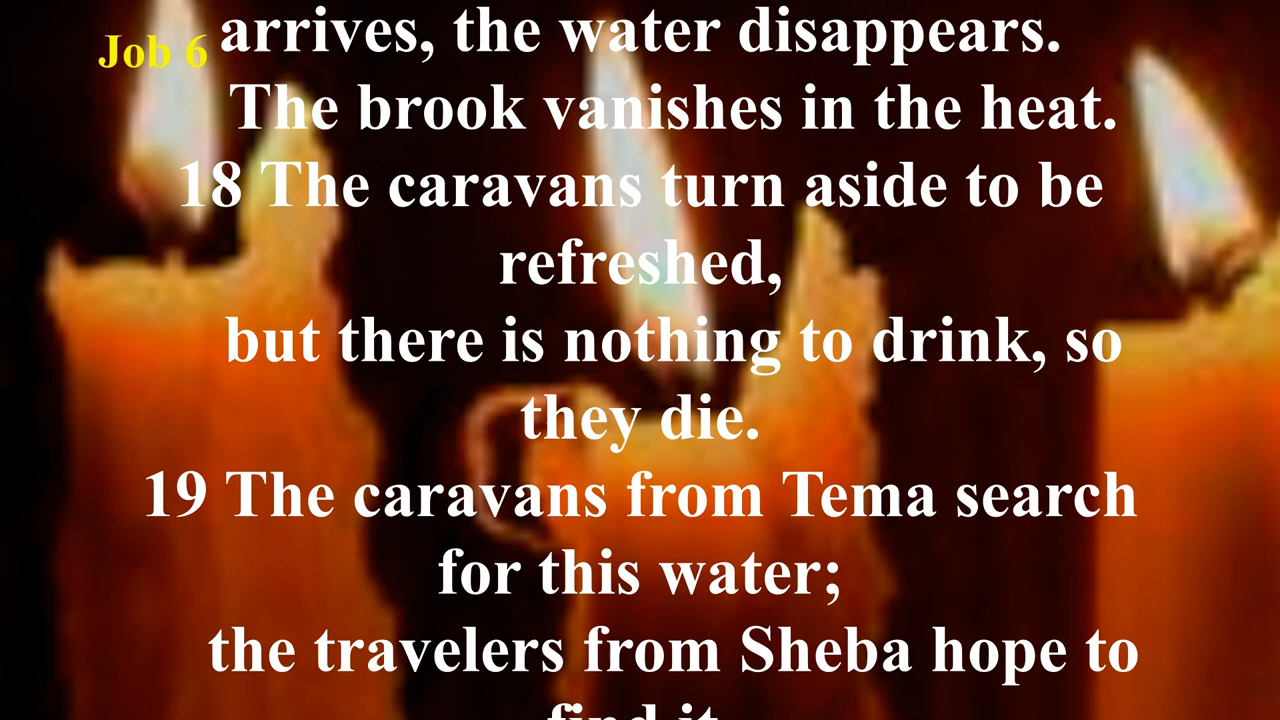 Job 6
arrives, the water disappears.
The brook vanishes in the heat.
18 The caravans turn aside to be
refreshed,
but there is nothing to drink, so
they die.
19 The caravans from Tema search
for this water;
the travelers from Sheba hope to
find it.